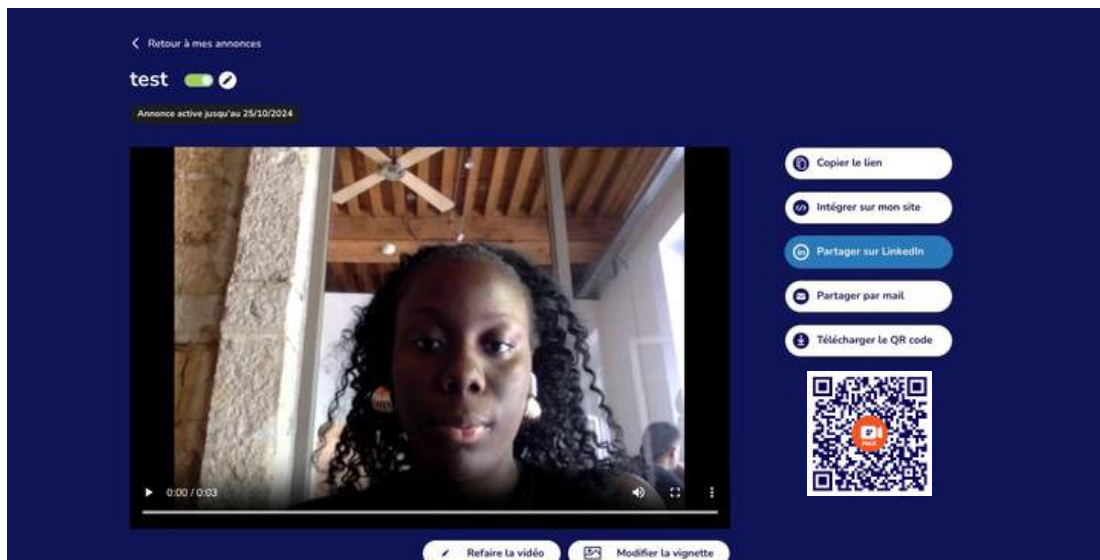 Retour à mes annonces
test
Annonce active jusqu'au 25/10/2024
Copier le lien
Intégrer sur mon site
Partager sur LinkedIn
Partager par mail
Télécharger le QR code
0:00 / 0:03
Refaire la vidéo
Modifier la vignette